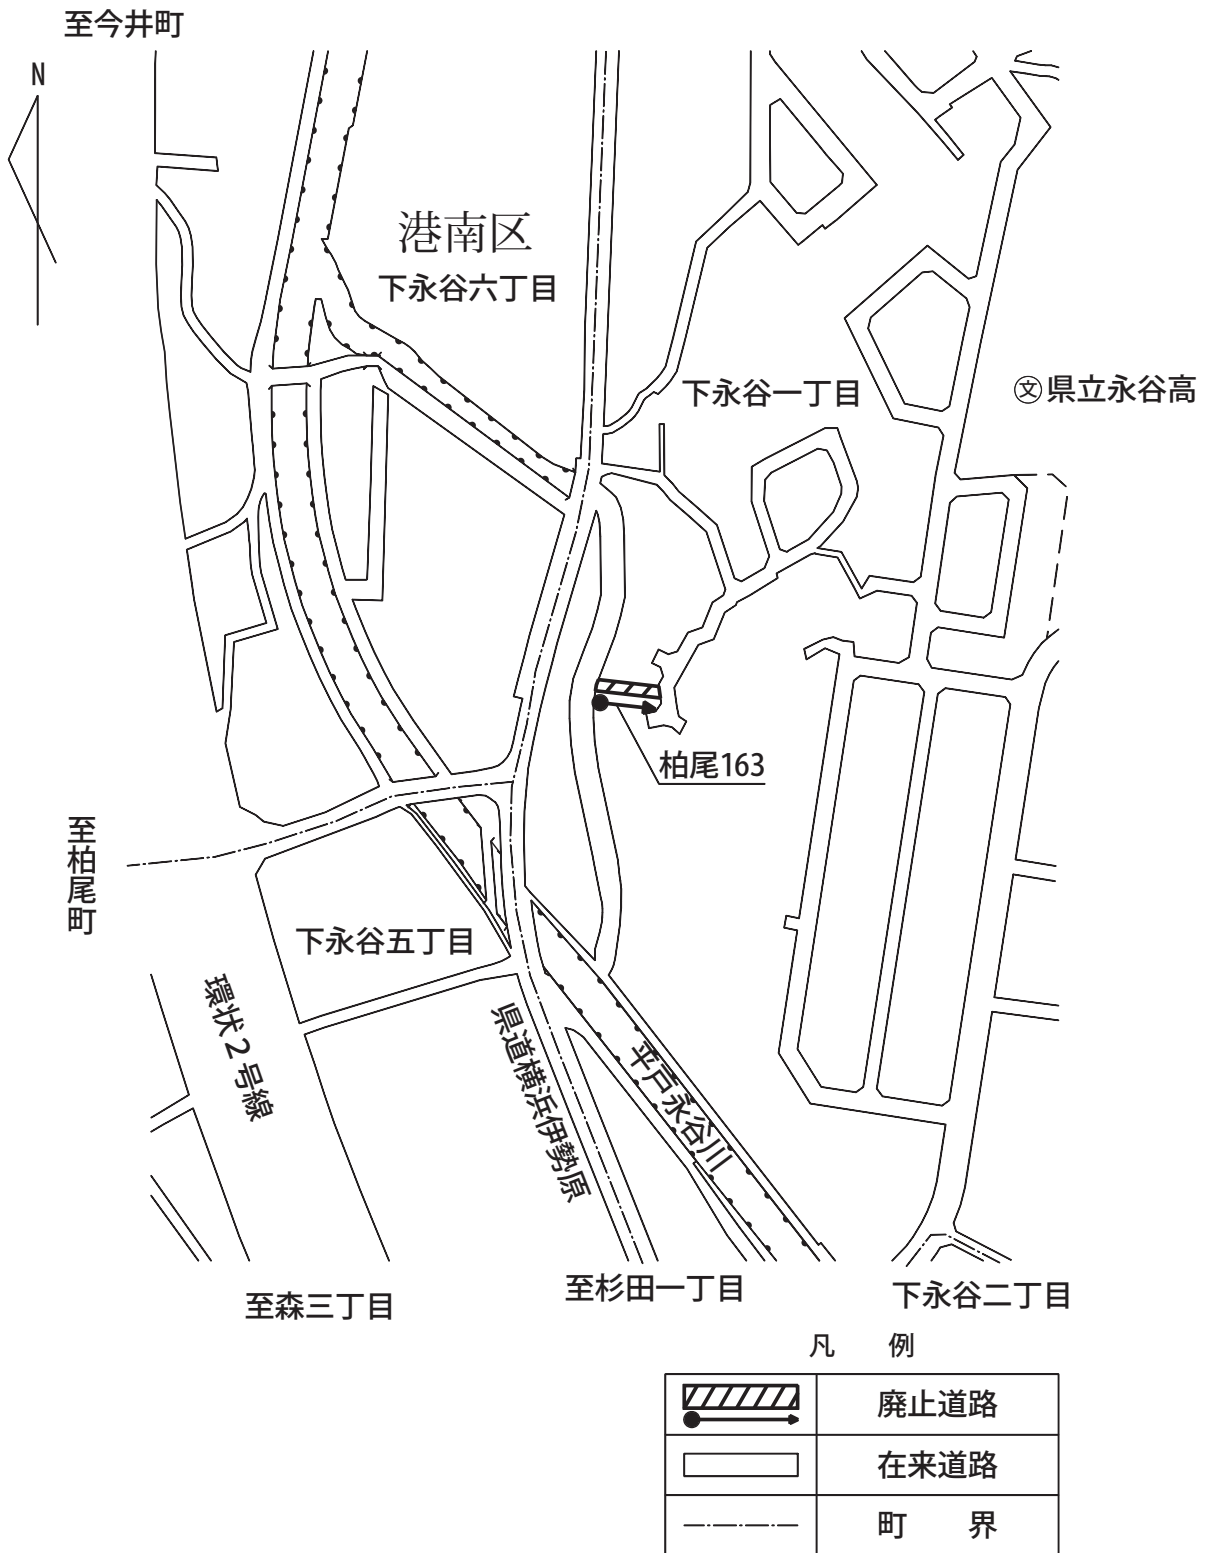 至今井町
N
港南区
下永谷六丁目
下永谷一丁目
文 県立永谷高
柏尾163
至柏尾町
下永谷五丁目
環状2号線
県道横浜伊勢原
平戸永谷川
至森三丁目
至杉田一丁目
下永谷二丁目
凡 例
廃止道路
在来道路
町 界